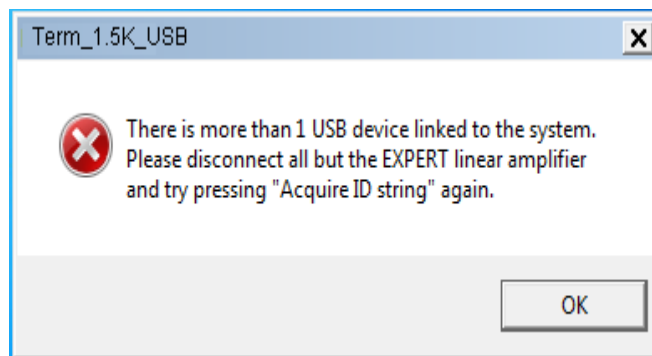 Term_1.5K_USB
There is more than 1 USB device linked to the system.
Please disconnect all but the EXPERT linear amplifier
and try pressing "Acquire ID string" again.
OK